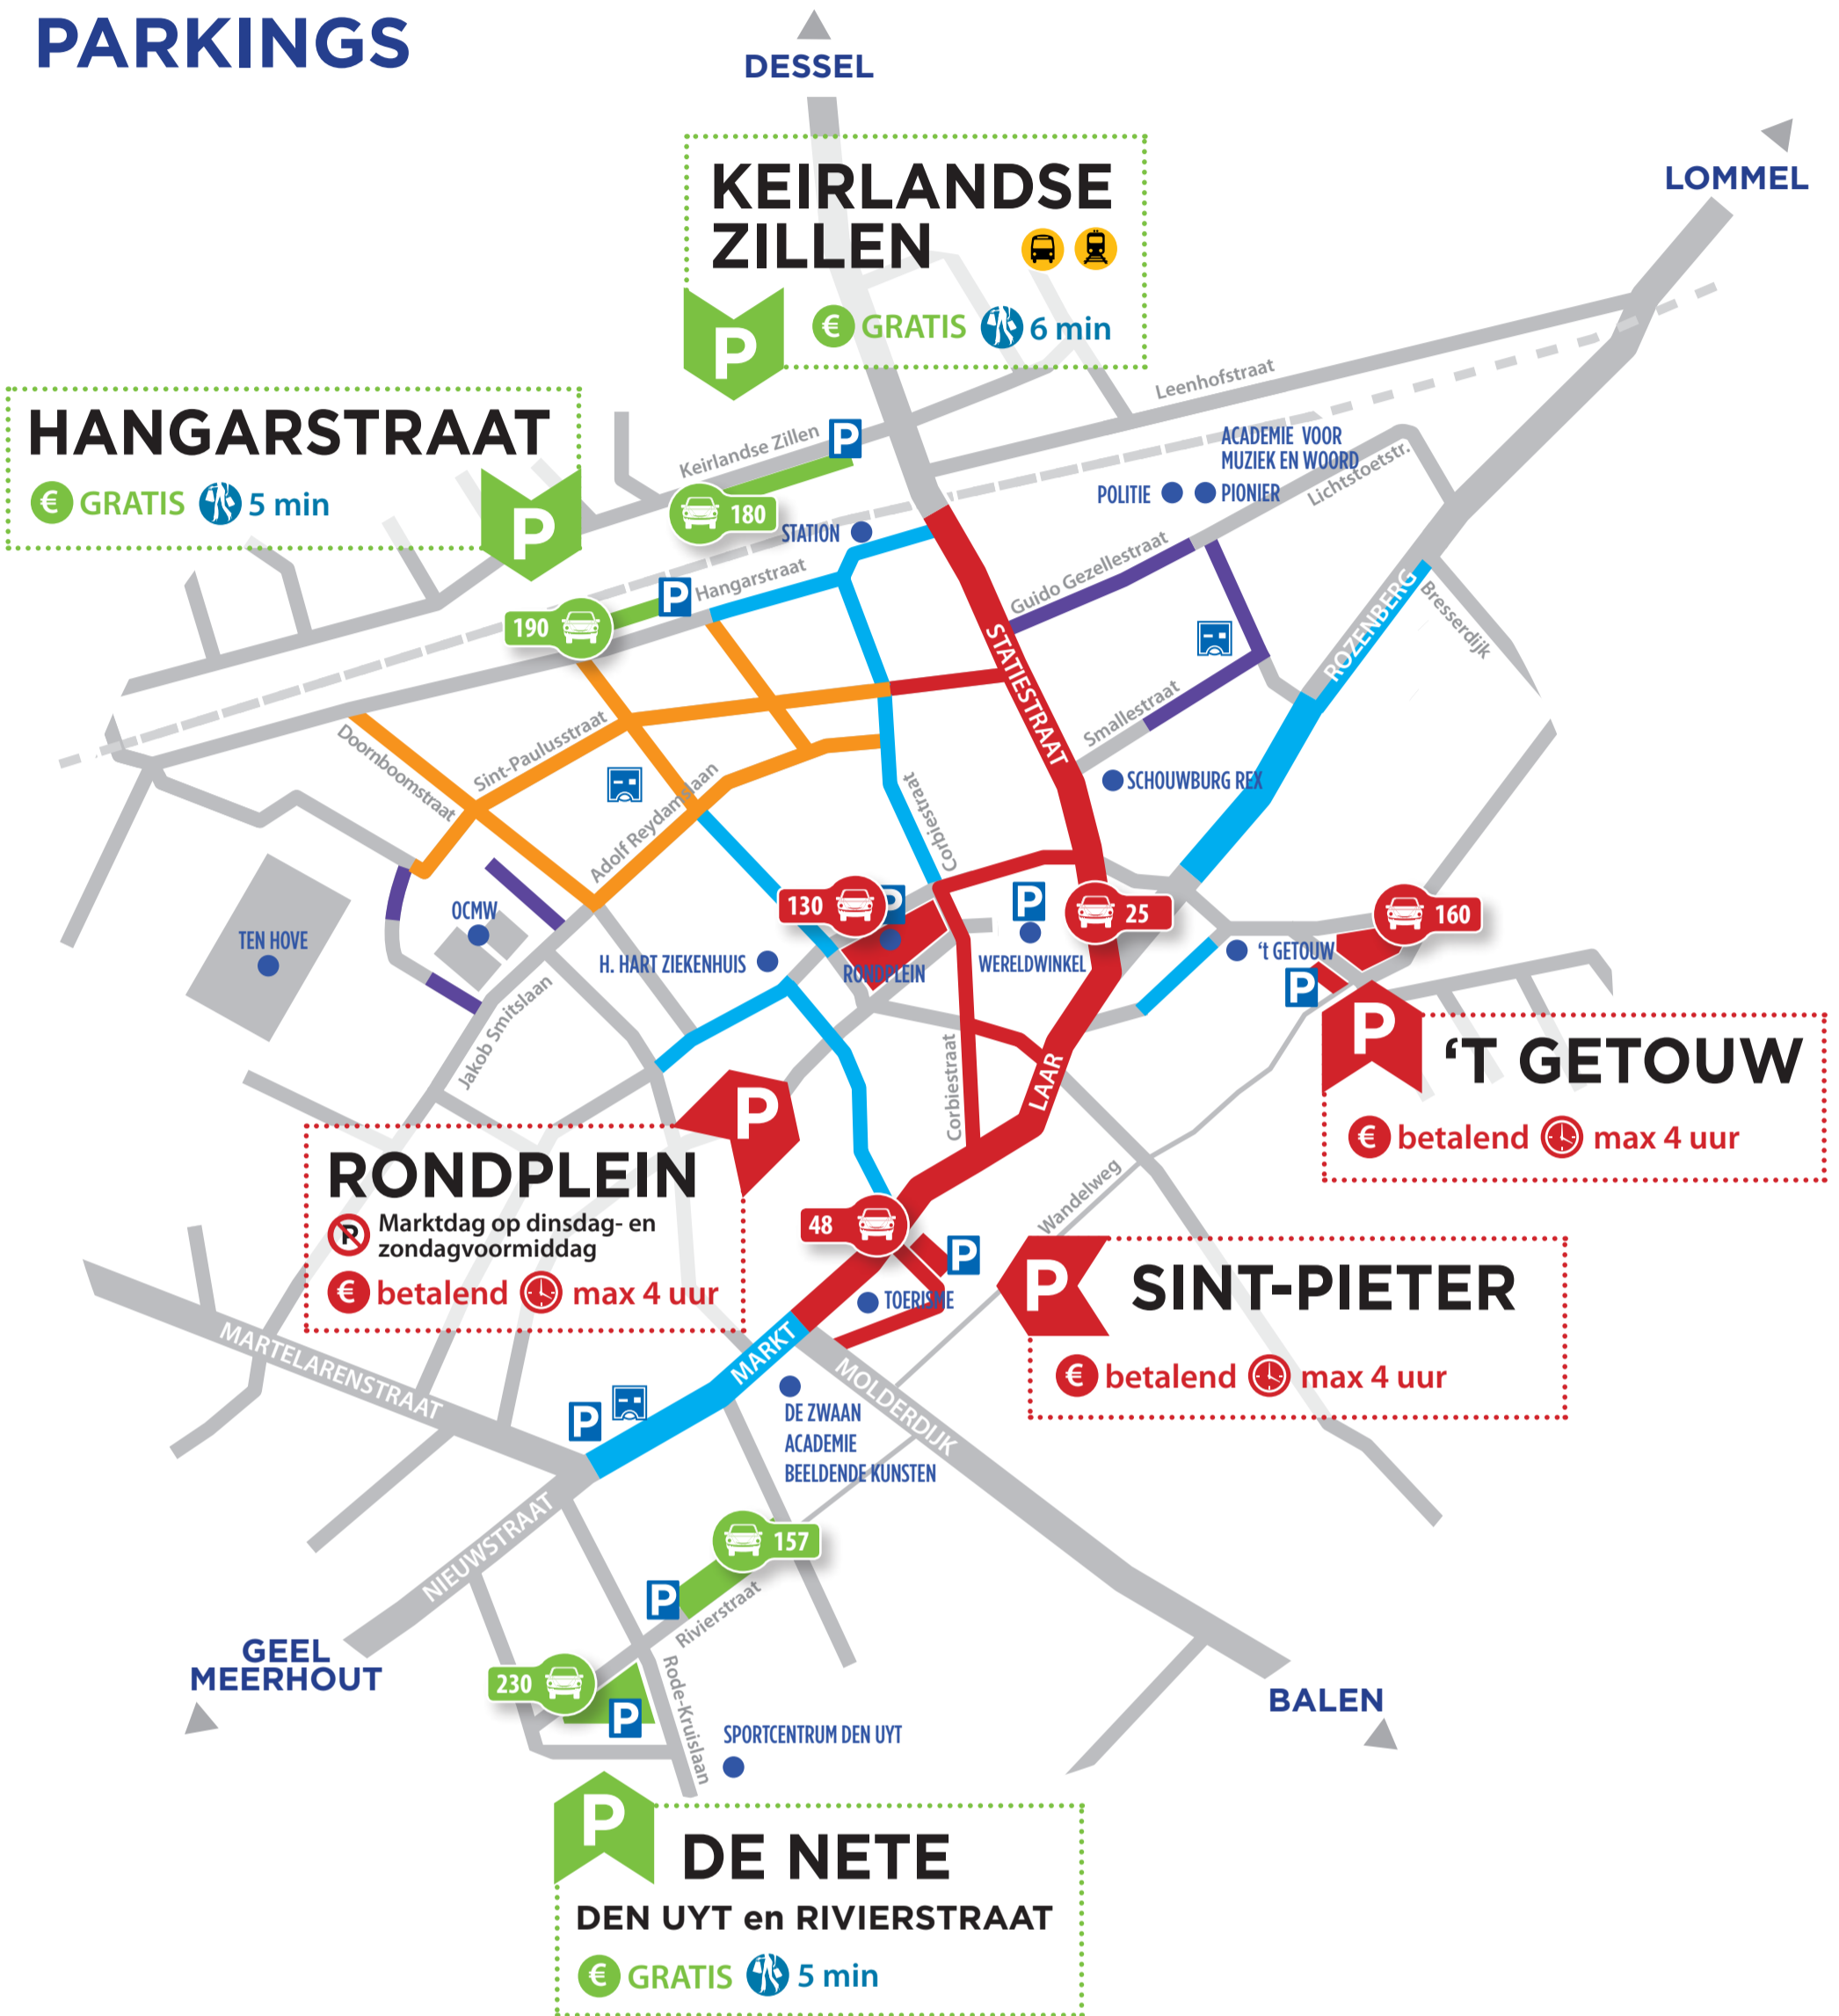 PARKINGS
DESSEL
LOMMEL
KEIRLANDSE
ZILLEN
P
€ GRATIS 6 min
HANGARSTRAAT
€ GRATIS 5 min
P
Leenhofstraat
Keirlandse Zillen
P
180
ACADEMIE VOOR
MUZIEK EN WOORD
Lichtstoetstr.
POLITIE
PIONIER
STATION
Hangarstraat
P
190
Guido Gezellestraat
Bresserdijk
ROZENBERG
STATIESTRAAT
Smallestraat
Doornboomstraat
Sint-Paulusstraat
Adolf Reydamslaan
Corbiestraat
SCHOUWBURG REX
130
P
P
25
160
OCMW
TEN HOVE
H. HART ZIEKENHUIS
RONDPLEIN
WERELDWINKEL
‘t GETOUW
P
Jakob Smitslaan
Corbiestraat
LAAR
P
‘T GETOUW
€ betalend max 4 uur
P
RONDPLEIN
P Marktdag op dinsdag- en
zondagvoormiddag
€ betalend max 4 uur
Wandelweg
48
P
TOERISME
P
SINT-PIETER
€ betalend max 4 uur
MARTELARENSTRAAT
MARKT
MOLDERDIJK
P
DE ZWAAN
ACADEMIE
BEELDENDE KUNSTEN
NIEUWSTRAAT
157
P
Rivierstraat
GEEL
MEERHOUT
230
P
Rode-Kruislaan
BALEN
SPORTCENTRUM DEN UYT
P
DE NETE
DEN UYT en RIVIERSTRAAT
€ GRATIS 5 min